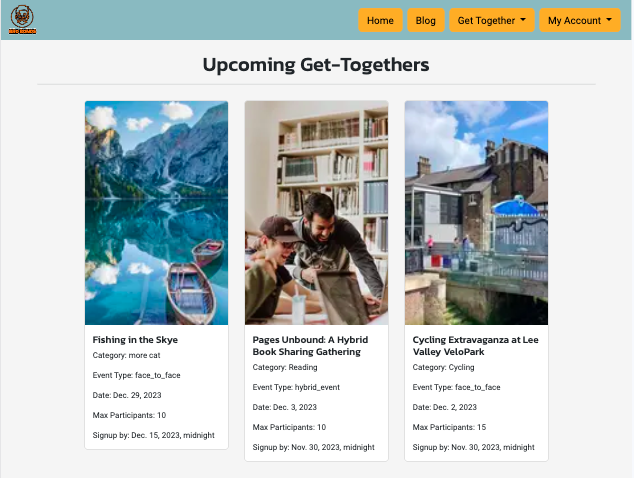 Home
Blog
Get Together
My Account
Upcoming Get-Togethers
Fishing in the Skye
Category: more cat
Event Type: face_to_face
Date: Dec. 29, 2023
Max Participants: 10
Signup by: Dec. 15, 2023, midnight
Pages Unbound: A Hybrid
Book Sharing Gathering
Category: Reading
Event Type: hybrid_event
Date: Dec. 3, 2023
Max Participants: 10
Signup by: Nov. 30, 2023, midnight
Cycling Extravaganza at Lee
Valley VeloPark
Category: Cycling
Event Type: face_to_face
Date: Dec. 2, 2023
Max Participants: 15
Signup by: Nov. 30, 2023, midnight